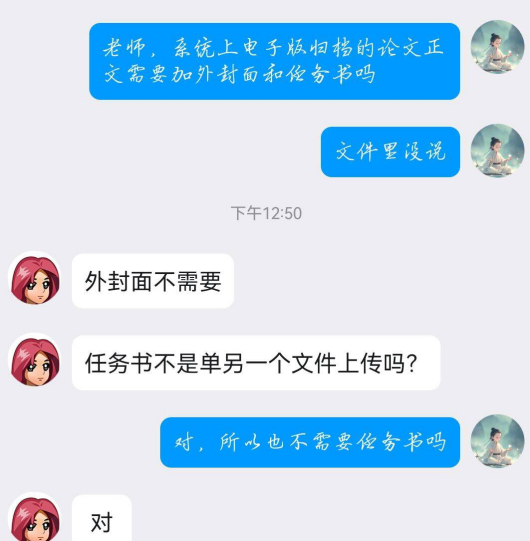 老师，系统上电子版归档的论文正
文需要加外封面和任务书吗
文件里没说
下午12:50
外封面不需要
任务书不是单另一个文件上传吗?
对，所以也不需要任务书吗
对